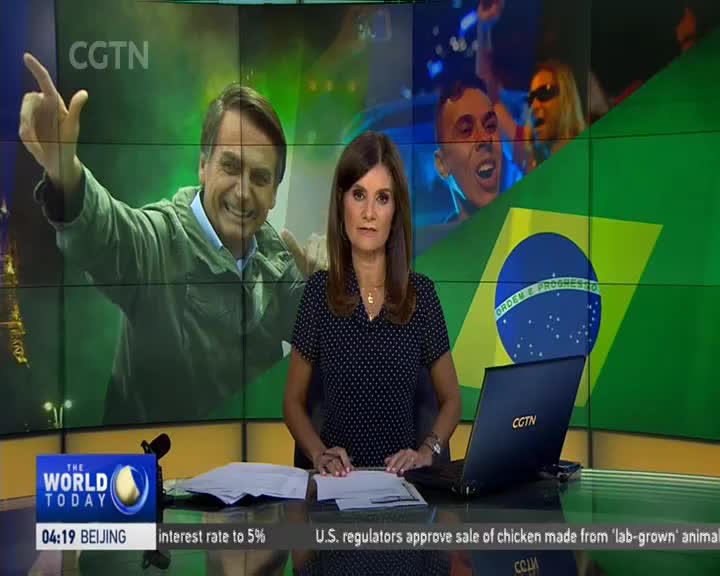 CGTN
ORDEM E PROGRESSO
CGTN
THE
WORLD
TODAY
04:19 BEIJING
interest rate to 5% U.S. regulators approve sale of chicken made from 'lab-grown' animal
CGTN